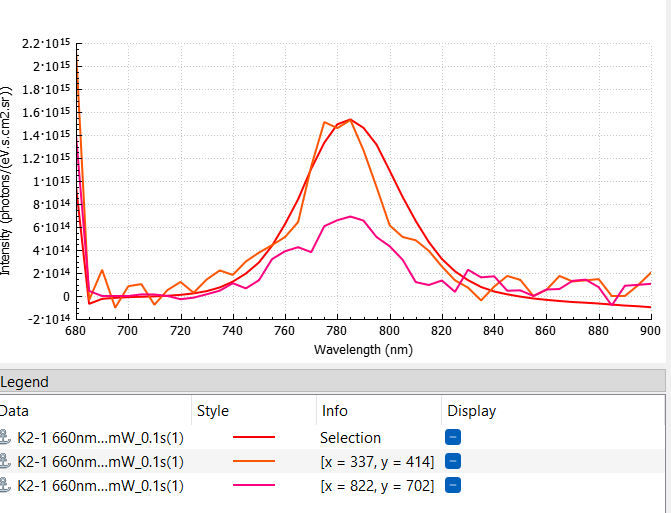 2.2·10¹⁵
2·10¹⁵
1.8·10¹⁵
1.6·10¹⁵
1.4·10¹⁵
1.2·10¹⁵
1·10¹⁵
8·10¹⁴
6·10¹⁴
4·10¹⁴
2·10¹⁴
0
-2·10¹⁴
Intensity (photons/(eV.s.cm2.sr))
680 700 720 740 760 780 800 820 840 860 880 900
Wavelength (nm)
Legend
Data Style Info Display
K2-1 660nm...mW_0.1s(1) Selection
K2-1 660nm...mW_0.1s(1) [x = 337, y = 414]
K2-1 660nm...mW_0.1s(1) [x = 822, y = 702]